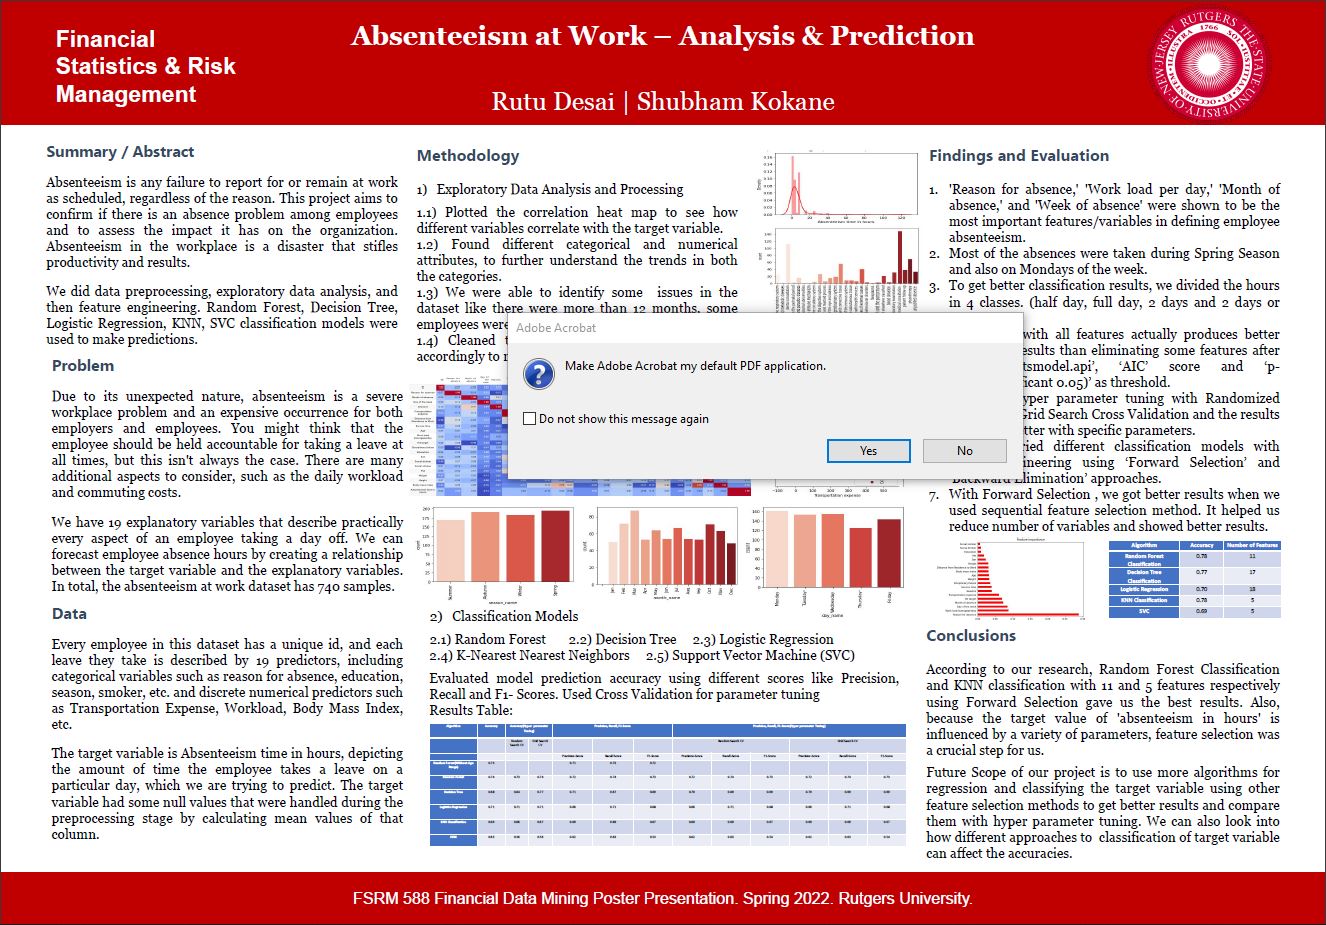 Financial
Statistics & Risk
Management
Absenteeism at Work – Analysis & Prediction
Rutu Desai | Shubham Kokane
Summary / Abstract
Absenteeism is any failure to report for or remain at work
as scheduled, regardless of the reason. This project aims to
confirm if there is an absence problem among employees
and to assess the impact it has on the organization.
Absenteeism in the workplace is a disaster that stifles
productivity and results.
We did data preprocessing, exploratory data analysis, and
then feature engineering. Random Forest, Decision Tree,
Logistic Regression, KNN, SVC classification models were
used to make predictions.
Problem
Due to its unexpected nature, absenteeism is a severe
workplace problem and an expensive occurrence for both
employers and employees. You might think that the
employee should be held accountable for taking a leave at
all times, but this isn't always the case. There are many
additional aspects to consider, such as the daily workload
and commuting costs.
We have 19 explanatory variables that describe practically
every aspect of an employee taking a day off. We can
forecast employee absence hours by creating a relationship
between the target variable and the explanatory variables.
In total, the absenteeism at work dataset has 740 samples.
Data
Every employee in this dataset has a unique id, and each
leave they take is described by 19 predictors, including
categorical variables such as reason for absence, education,
season, smoker, etc. and discrete numerical predictors such
as Transportation Expense, Workload, Body Mass Index,
etc.
The target variable is Absenteeism time in hours, depicting
the amount of time the employee takes a leave on a
particular day, which we are trying to predict. The target
variable had some null values that were handled during the
preprocessing stage by calculating mean values of that
column.
Methodology
1) Exploratory Data Analysis and Processing
1.1) Plotted the correlation heat map to see how
different variables correlate with the target variable.
1.2) Found different categorical and numerical
attributes, to further understand the trends in both
the categories.
1.3) We were able to identify some issues in the
dataset like there were more than 12 months, some
employees were
1.4) Cleaned
accordingly to
Adobe Acrobat
Make Adobe Acrobat my default PDF application.
Do not show this message again
Yes
No
Transportation expense
season_name
month_name
day_name
2) Classification Models
2.1) Random Forest 2.2) Decision Tree 2.3) Logistic Regression
2.4) K-Nearest Nearest Neighbors 2.5) Support Vector Machine (SVC)
Evaluated model prediction accuracy using different scores like Precision,
Recall and F1- Scores. Used Cross Validation for parameter tuning
Results Table:
Findings and Evaluation
1. 'Reason for absence,' 'Work load per day,' 'Month of
absence,' and 'Week of absence' were shown to be the
most important features/variables in defining employee
absenteeism.
2. Most of the absences were taken during Spring Season
and also on Mondays of the week.
3. To get better classification results, we divided the hours
in 4 classes. (half day, full day, 2 days and 2 days or
with all features actually produces better
esults than eliminating some features after
tsmodel.api’, ‘AIC’ score and ‘p-
ficant 0.05)’ as threshold.
yper parameter tuning with Randomized
Grid Search Cross Validation and the results
tter with specific parameters.
ried different classification models with
ineering using ‘Forward Selection’ and
‘Backward Elimination’ approaches.
7. With Forward Selection , we got better results when we
used sequential feature selection method. It helped us
reduce number of variables and showed better results.
Algorithm Accuracy Number of Features
Random Forest Classification 0.78 11
Decision Tree Classification 0.77 17
Logistic Regression 0.70 18
KNN Classification 0.78 5
SVC 0.69 5
Conclusions
According to our research, Random Forest Classification
and KNN classification with 11 and 5 features respectively
using Forward Selection gave us the best results. Also,
because the target value of 'absenteeism in hours' is
influenced by a variety of parameters, feature selection was
a crucial step for us.
Future Scope of our project is to use more algorithms for
regression and classifying the target variable using other
feature selection methods to get better results and compare
them with hyper parameter tuning. We can also look into
how different approaches to classification of target variable
can affect the accuracies.
FSRM 588 Financial Data Mining Poster Presentation. Spring 2022. Rutgers University.